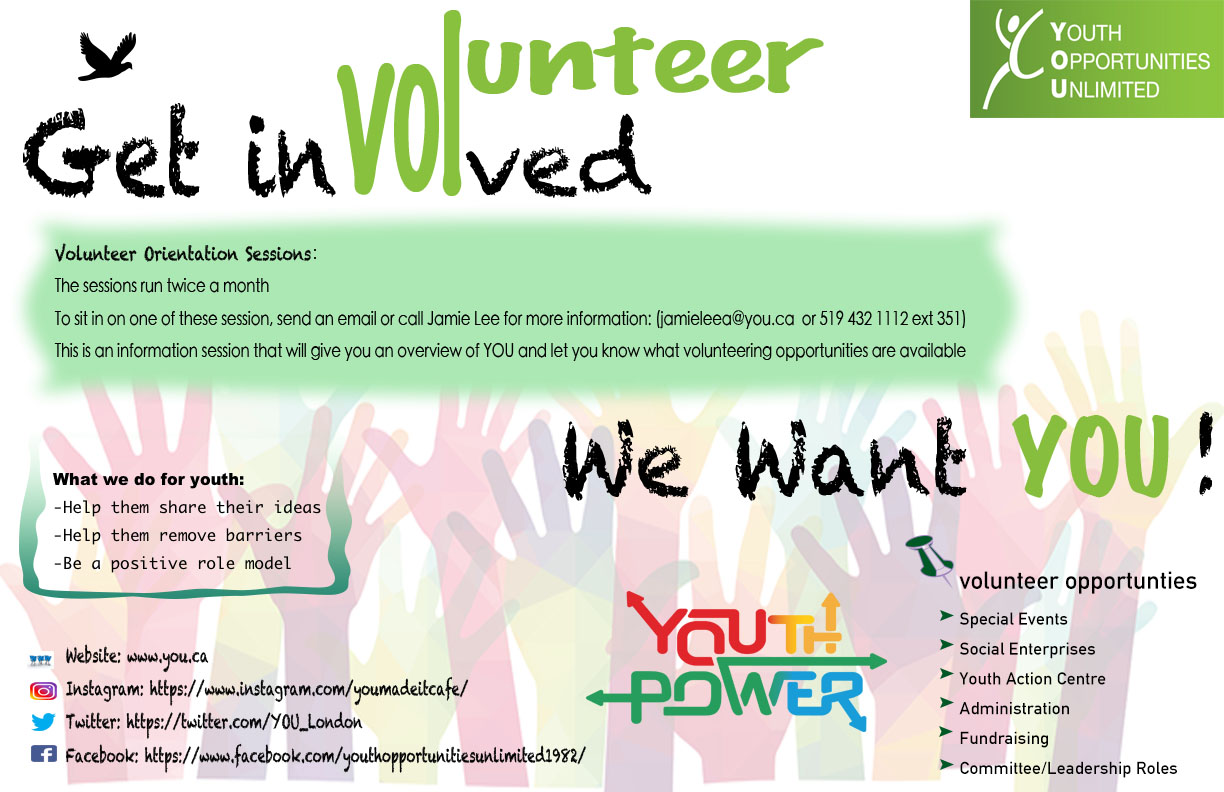 Volunteer
Get involved
YOUTH
OPPORTUNITIES
UNLIMITED
Volunteer Orientation Sessions:
The sessions run twice a month
To sit in on one of these session, send an email or call Jamie Lee for more information: (jamieleea@you.ca or 519 432 1112 ext 351)
This is an information session that will give you an overview of YOU and let you know what volunteering opportunities are available
We Want YOU!
What we do for youth:
-Help them share their ideas
-Help them remove barriers
-Be a positive role model
www Website: www.you.ca
Instagram: https://www.instagram.com/youmadeitcafe/
Twitter: https://twitter.com/YOU_London
Facebook: https://www.facebook.com/youthopportunitiesunlimited1982/
YOUTH
POWER
volunteer opportunties
Special Events
Social Enterprises
Youth Action Centre
Administration
Fundraising
Committee/Leadership Roles